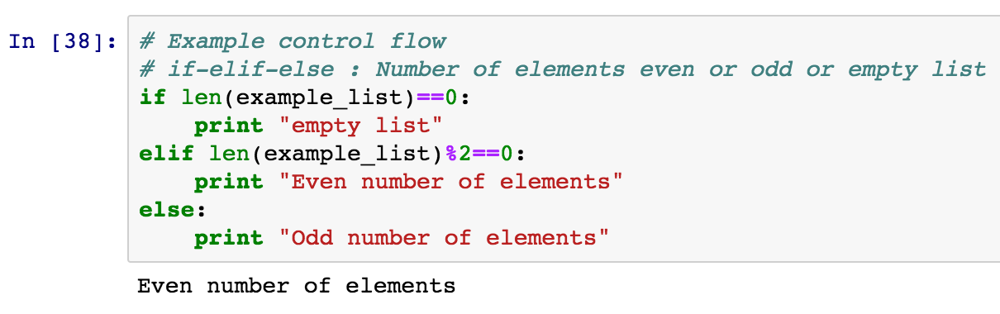 In [38]: # Example control flow
# if-elif-else : Number of elements even or odd or empty list
if len(example_list)==0:
    print "empty list"
elif len(example_list)%2==0:
    print "Even number of elements"
else:
    print "Odd number of elements"
Even number of elements